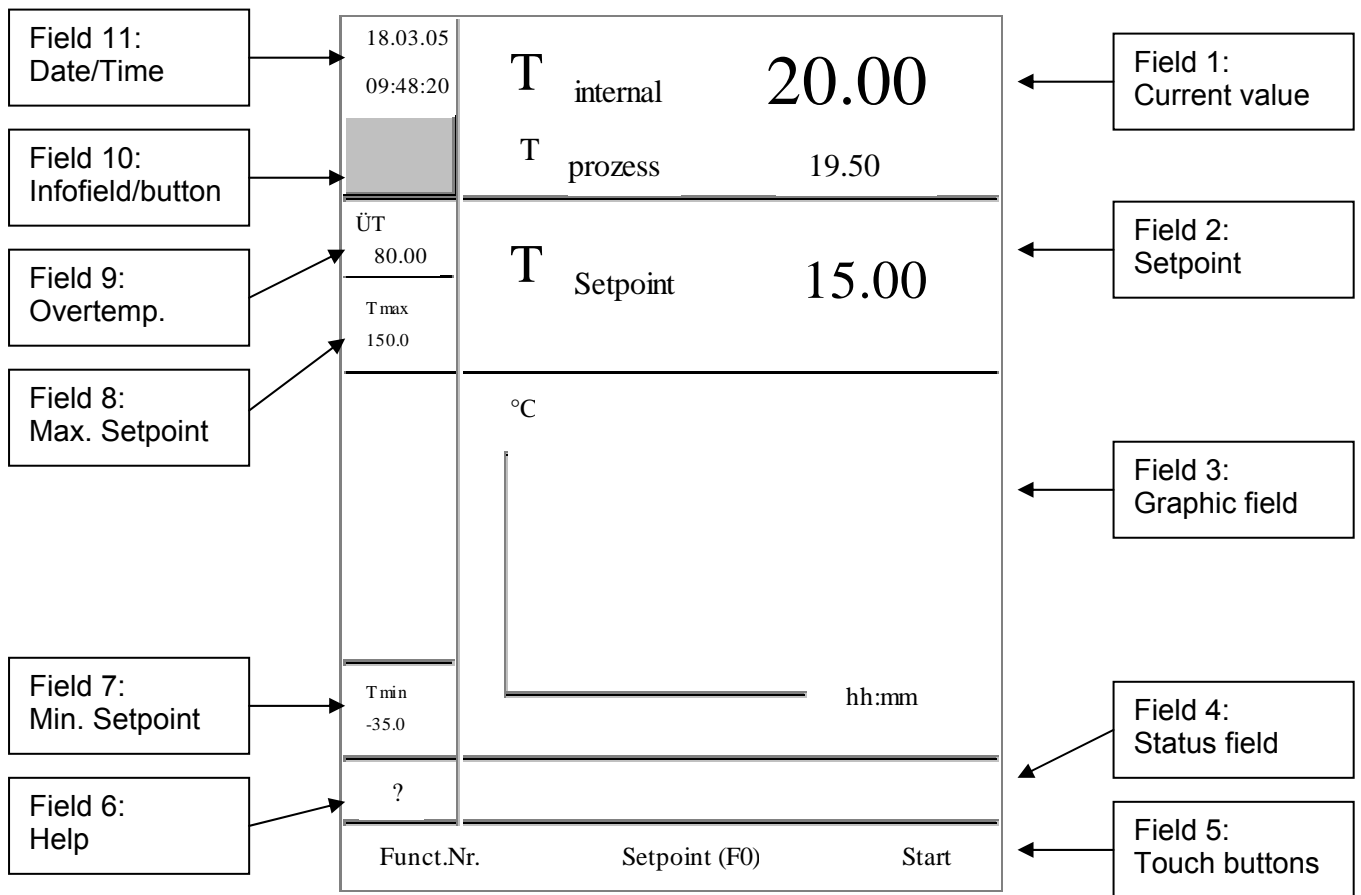 Field 11:
Date/Time
Field 10:
Infofield/button
Field 9:
Overtemp.
Field 8:
Max. Setpoint
Field 7:
Min. Setpoint
Field 6:
Help
18.03.05
09:48:20
ÜT
80.00
T max
150.0
T min
-35.0
?
T internal 20.00
T prozess 19.50
T Setpoint 15.00
°C
hh:mm
Funct.Nr. Setpoint (F0) Start
Field 1:
Current value
Field 2:
Setpoint
Field 3:
Graphic field
Field 4:
Status field
Field 5:
Touch buttons